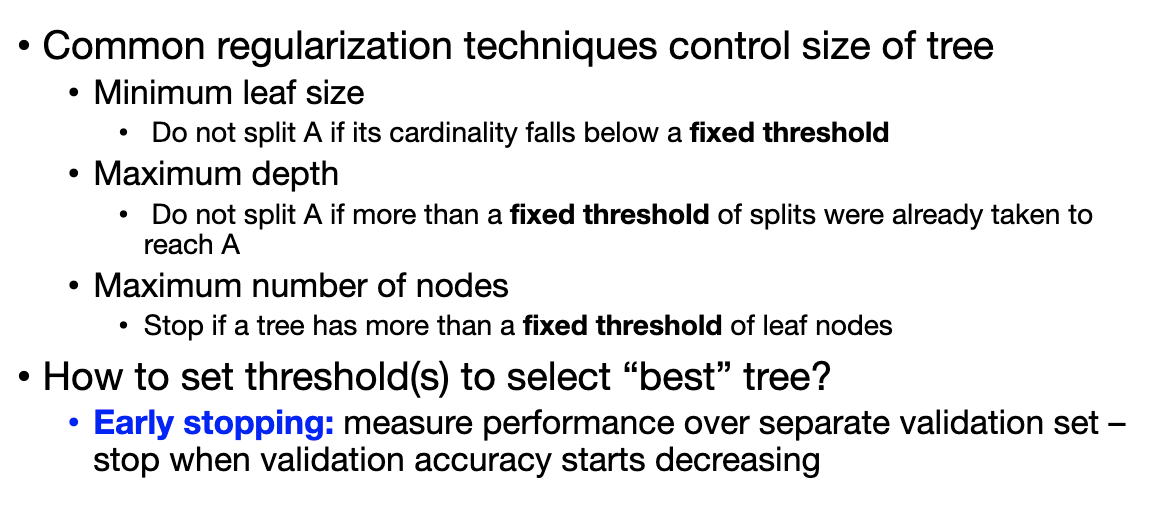 • Common regularization techniques control size of tree
• Minimum leaf size
• Do not split A if its cardinality falls below a fixed threshold
• Maximum depth
• Do not split A if more than a fixed threshold of splits were already taken to
reach A
• Maximum number of nodes
• Stop if a tree has more than a fixed threshold of leaf nodes
• How to set threshold(s) to select “best” tree?
• Early stopping: measure performance over separate validation set –
stop when validation accuracy starts decreasing